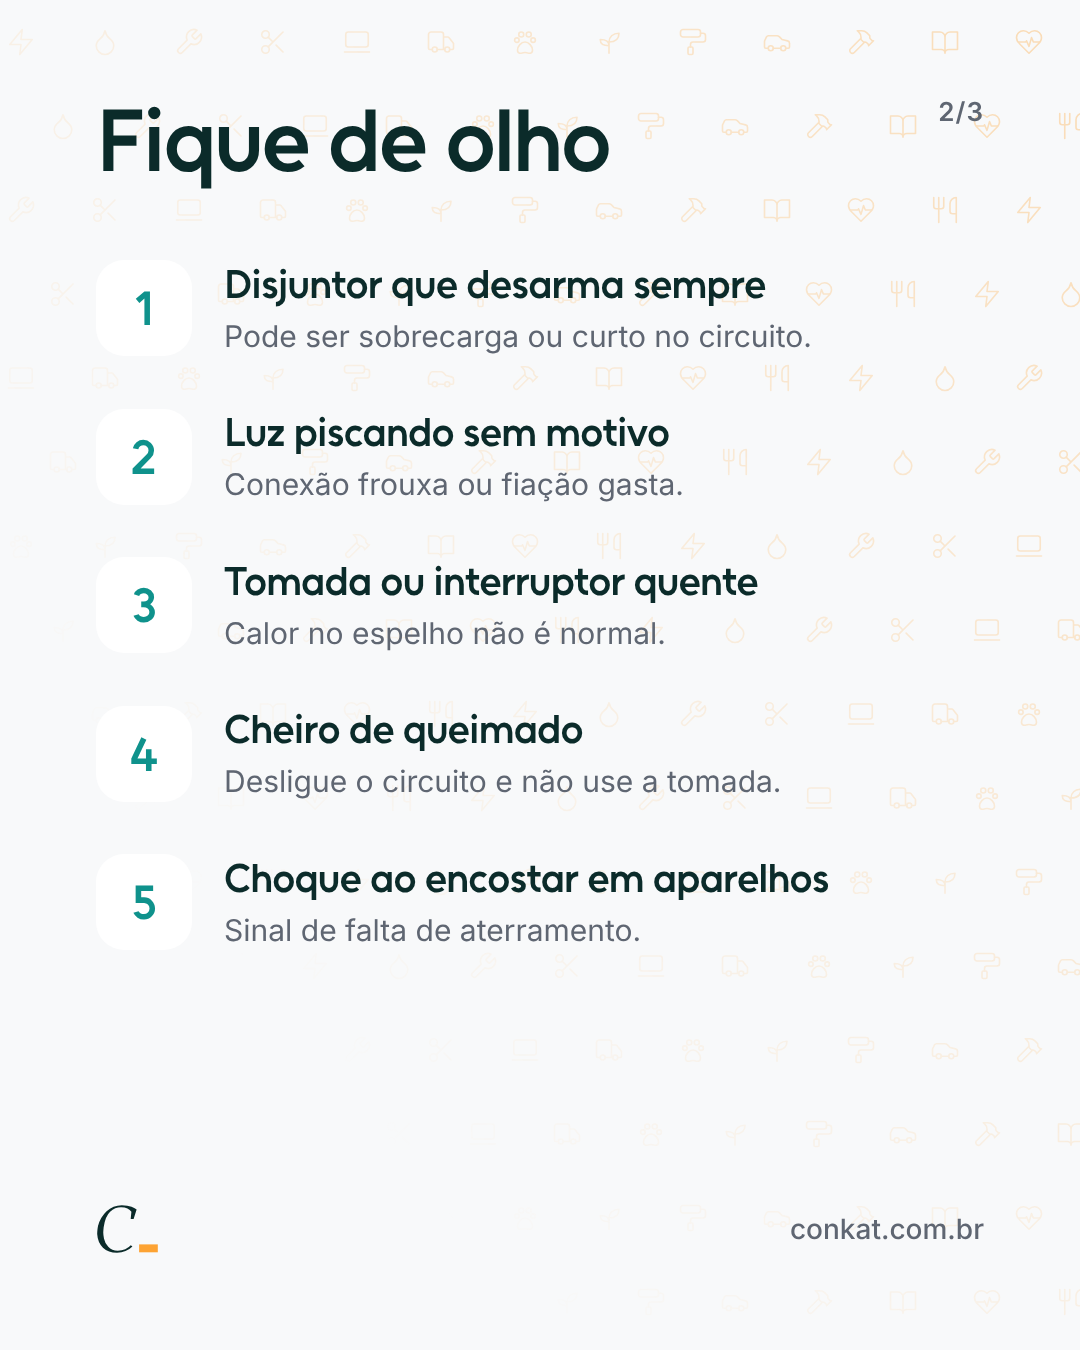 Fique de olho
2/3
1
Disjuntor que desarma sempre
Pode ser sobrecarga ou curto no circuito.
2
Luz piscando sem motivo
Conexão frouxa ou fiação gasta.
3
Tomada ou interruptor quente
Calor no espelho não é normal.
4
Cheiro de queimado
Desligue o circuito e não use a tomada.
5
Choque ao encostar em aparelhos
Sinal de falta de aterramento.
C_
conkat.com.br